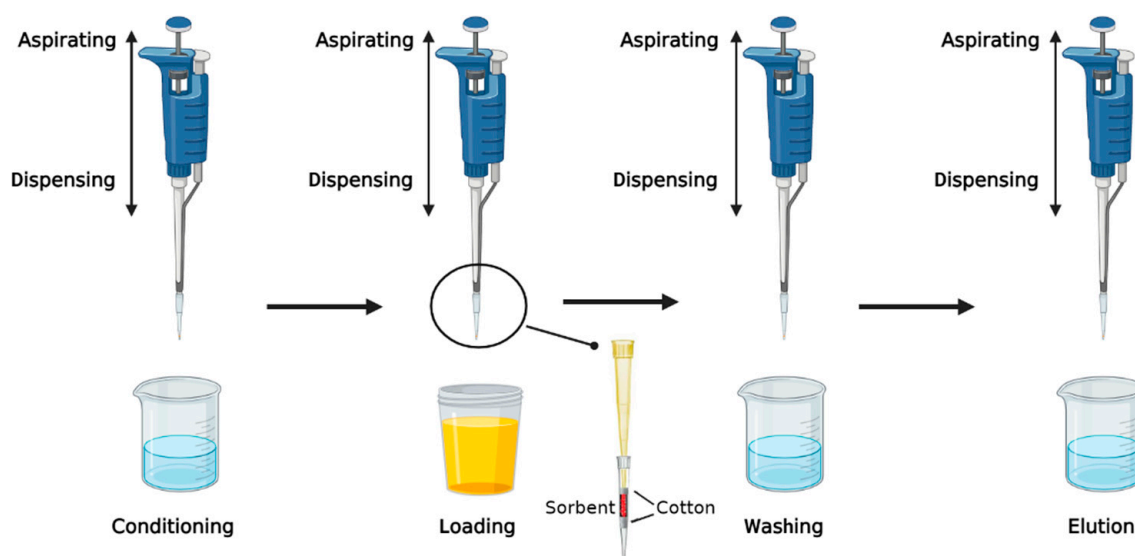 Aspirating
Aspirating
Aspirating
Aspirating
Dispensing
Dispensing
Dispensing
Dispensing
Sorbent
Cotton
Conditioning
Loading
Washing
Elution